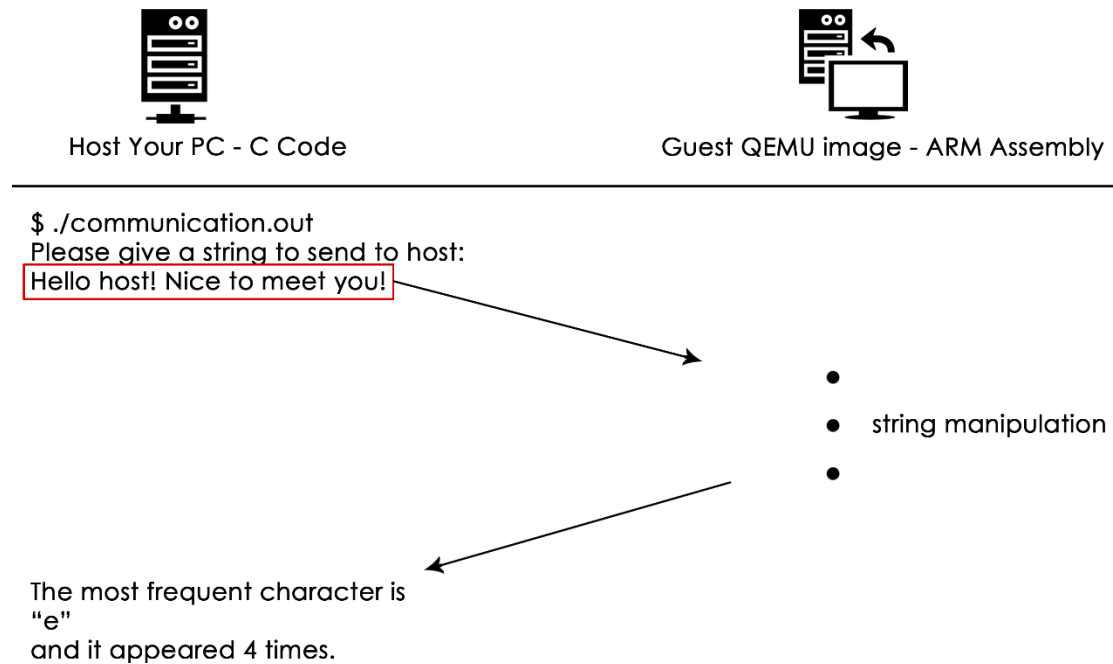 Host Your PC - C Code
Guest QEMU image - ARM Assembly
$ ./communication.out
Please give a string to send to host:
Hello host! Nice to meet you!
string manipulation
The most frequent character is
“e”
and it appeared 4 times.